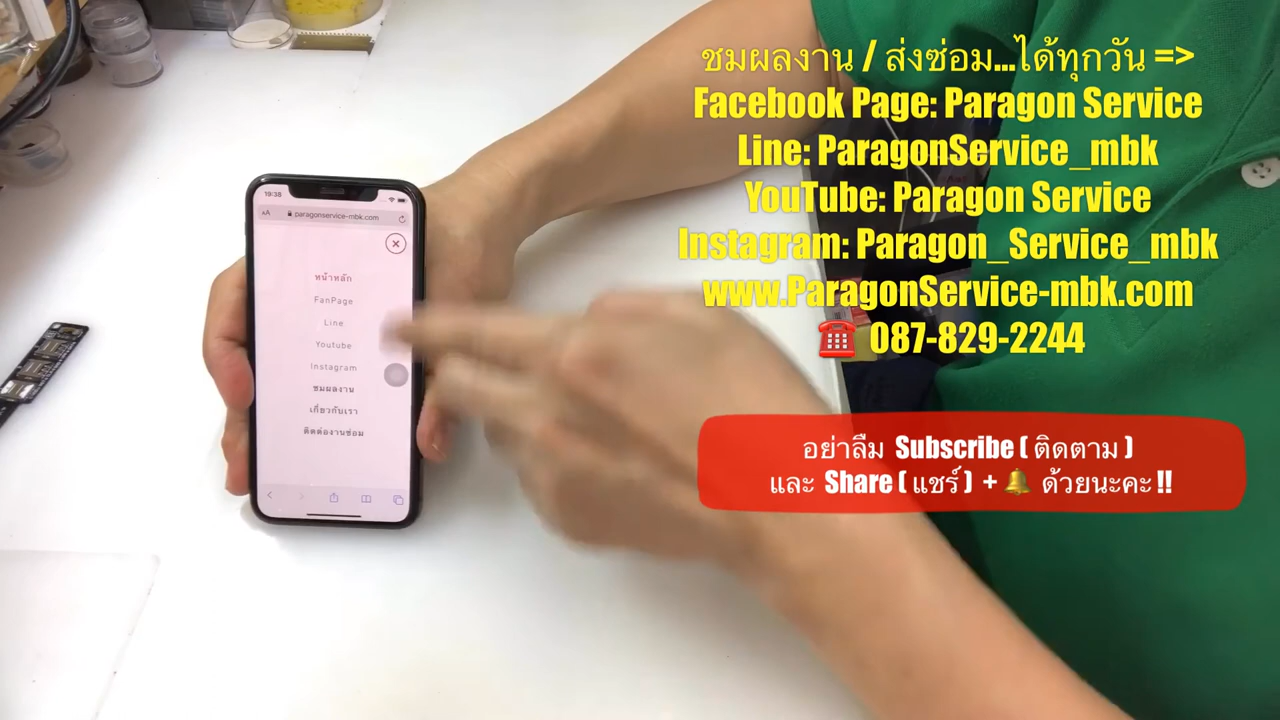 19:38
AA paragonservice-mbk.com
หน้าหลัก
FanPage
Line
Youtube
Instagram
ชมผลงาน
เกี่ยวกับเรา
ติดต่องานซ่อม
ชมผลงาน / ส่งซ่อม...ได้ทุกวัน =>
Facebook Page: Paragon Service
Line: ParagonService_mbk
YouTube: Paragon Service
Instagram: Paragon_Service_mbk
www.ParagonService-mbk.com
☎️ 087-829-2244
อย่าลืม Subscribe ( ติดตาม )
และ Share ( แชร์ ) + 🔔 ด้วยนะคะ !!